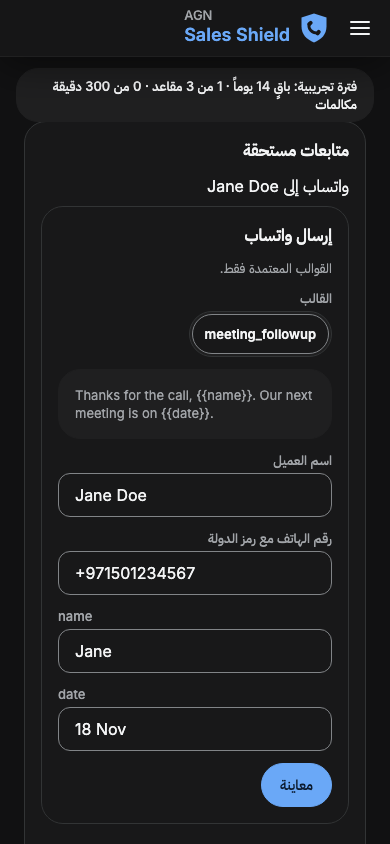 AGN
Sales Shield
فترة تجريبية: باقٍ 14 يوماً · 1 من 3 مقاعد · 0 من 300 دقيقة
مكالمات
متابعات مستحقة
واتساب إلى Jane Doe
إرسال واتساب
القوالب المعتمدة فقط.
القالب
meeting_followup
Thanks for the call, {{name}}. Our next
meeting is on {{date}}.
اسم العميل
Jane Doe
رقم الهاتف مع رمز الدولة
+971501234567
name
Jane
date
18 Nov
معاينة